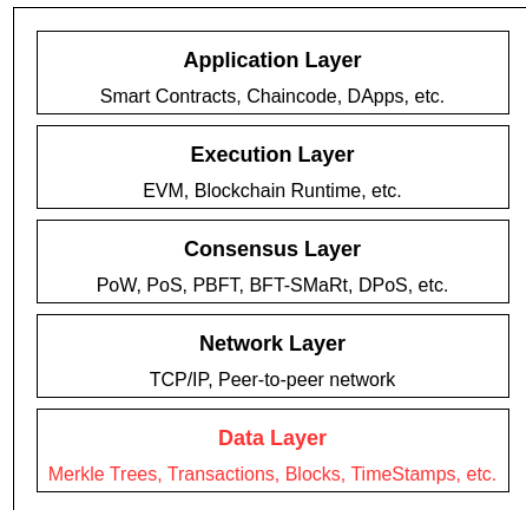 Application Layer
Smart Contracts, Chaincode, DApps, etc.
Execution Layer
EVM, Blockchain Runtime, etc.
Consensus Layer
PoW, PoS, PBFT, BFT-SMaRt, DPoS, etc.
Network Layer
TCP/IP, Peer-to-peer network
Data Layer
Merkle Trees, Transactions, Blocks, TimeStamps, etc.